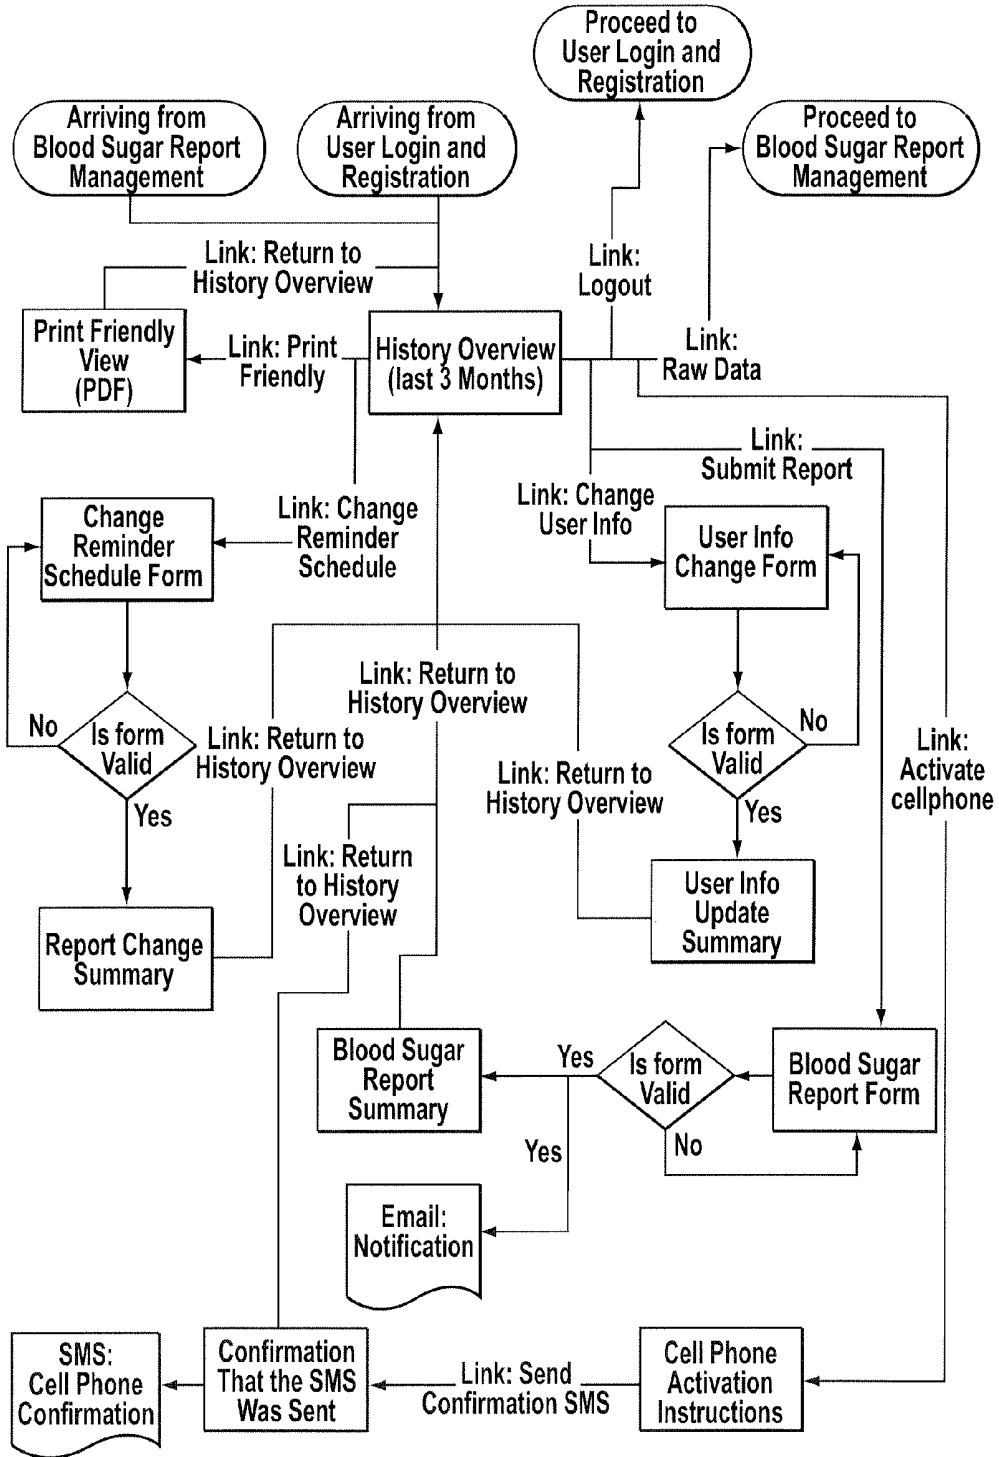 Proceed to
User Login and
Registration
Arriving from
Blood Sugar Report
Management
Arriving from
User Login and
Registration
Proceed to
Blood Sugar Report
Management
Link: Return to
History Overview
Link:
Logout
Print Friendly
View
(PDF)
Link: Print
Friendly
History Overview
(last 3 Months)
Link:
Raw Data
Link:
Submit Report
Change
Reminder
Schedule Form
Link: Change
Reminder
Schedule
Link: Change
User Info
User Info
Change Form
No
Is form
Valid
Yes
Link: Return to
History Overview
Link: Return to
History Overview
Link: Return to
History Overview
Is form
Valid
No
Yes
Link:
Activate
cellphone
Link: Return
to History
Overview
User Info
Update
Summary
Report Change
Summary
Blood Sugar
Report
Summary
Yes
Is form
Valid
Blood Sugar
Report Form
No
Yes
Email:
Notification
SMS:
Cell Phone
Confirmation
Confirmation
That the SMS
Was Sent
Link: Send
Confirmation SMS
Cell Phone
Activation
Instructions